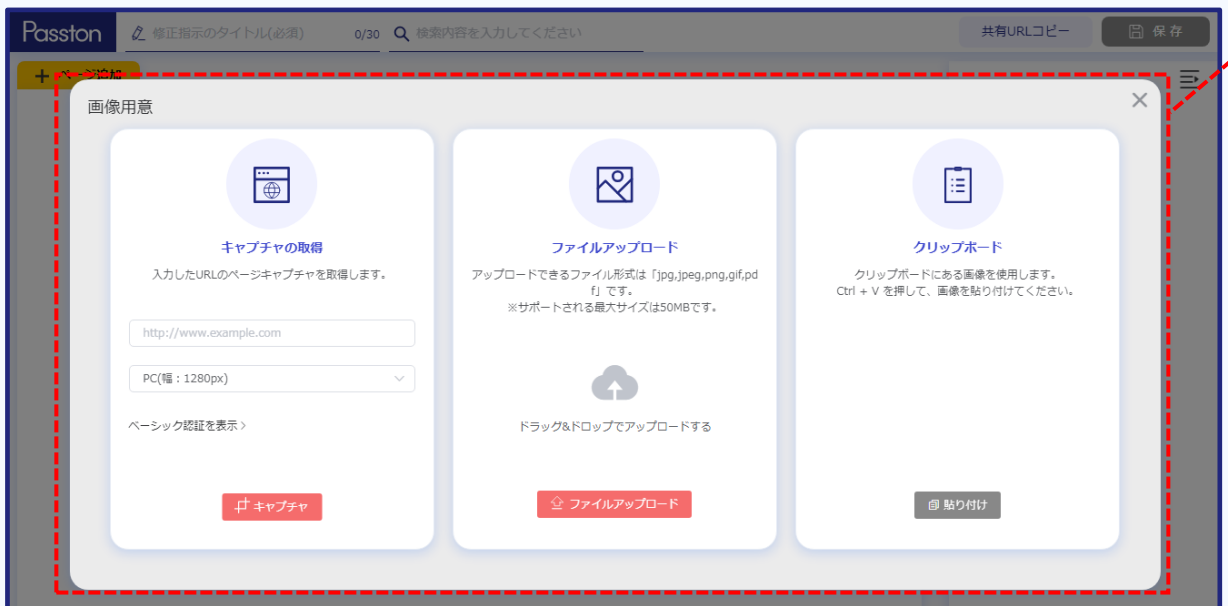 Passton
修正指示のタイトル(必須)
0/30
検索内容を入力してください
共有URLコピー
保存
ページ追加
画像用意
キャプチャの取得
入力したURLのページキャプチャを取得します。
http://www.example.com
PC(幅：1280px)
ベーシック認証を表示>
キャプチャ
ファイルアップロード
アップロードできるファイル形式は「jpg,jpeg,png,gif,pd
f」です。
※サポートされる最大サイズは50MBです。
ドラッグ&ドロップでアップロードする
ファイルアップロード
クリップボード
クリップボードにある画像を使用します。
Ctrl + V を押して、画像を貼り付けてください。
貼り付け